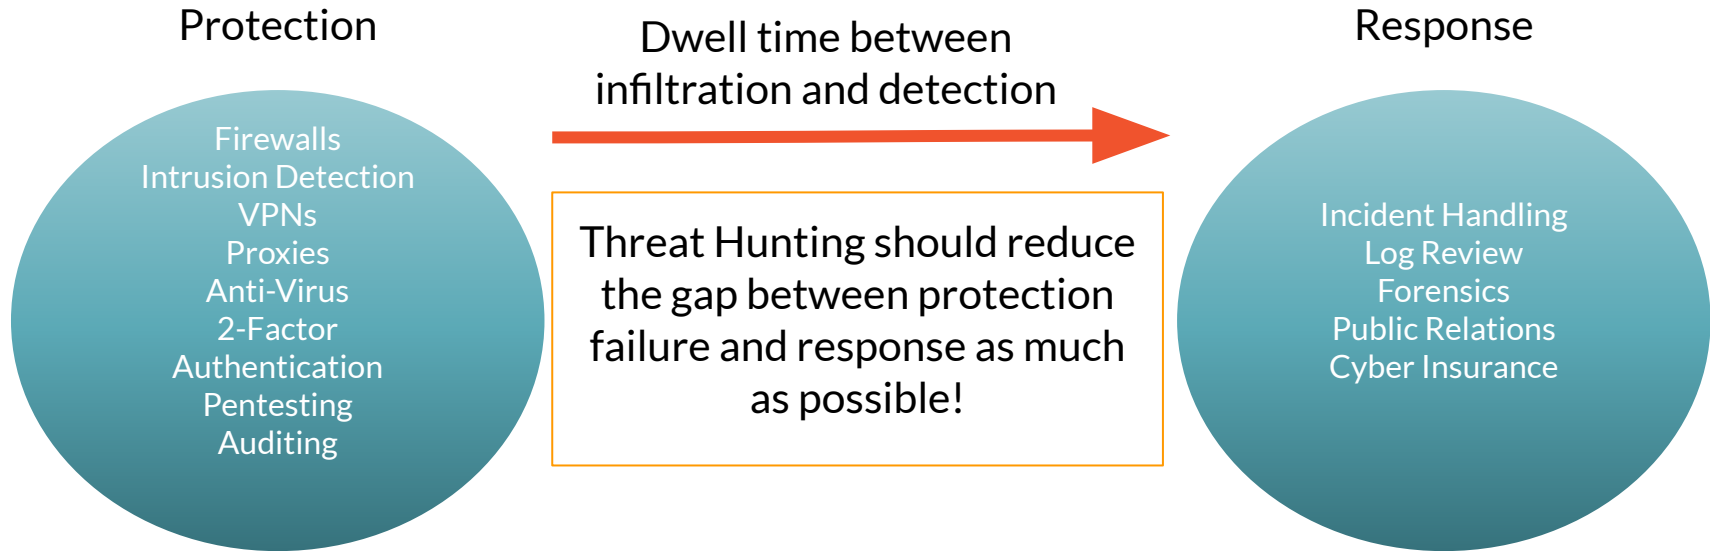 Protection
Firewalls
Intrusion Detection
VPNs
Proxies
Anti-Virus
2-Factor
Authentication
Pentesting
Auditing
Dwell time between
infiltration and detection
Threat Hunting should reduce
the gap between protection
failure and response as much
as possible!
Response
Incident Handling
Log Review
Forensics
Public Relations
Cyber Insurance